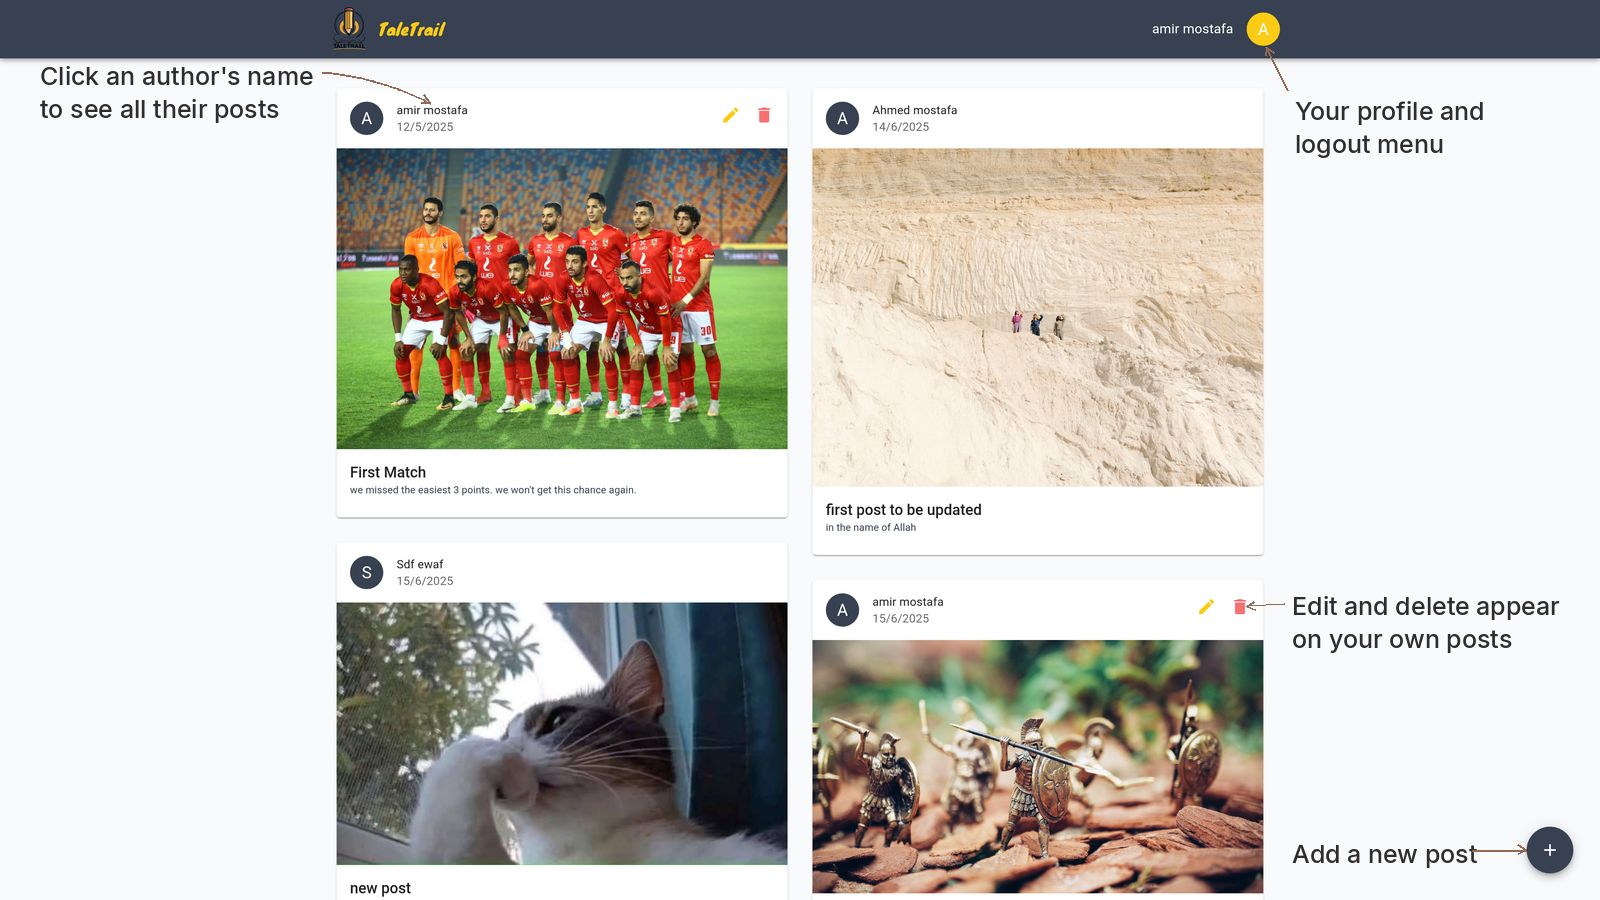 TaleTrail
TALETRAIL
amir mostafa
A
Click an author's name
to see all their posts
Your profile and
logout menu
A
amir mostafa
12/5/2025
30
First Match
we missed the easiest 3 points. we won't get this chance again.
A
Ahmed mostafa
14/6/2025
first post to be updated
in the name of Allah
S
Sdf ewaf
15/6/2025
new post
A
amir mostafa
15/6/2025
Edit and delete appear
on your own posts
Add a new post
+